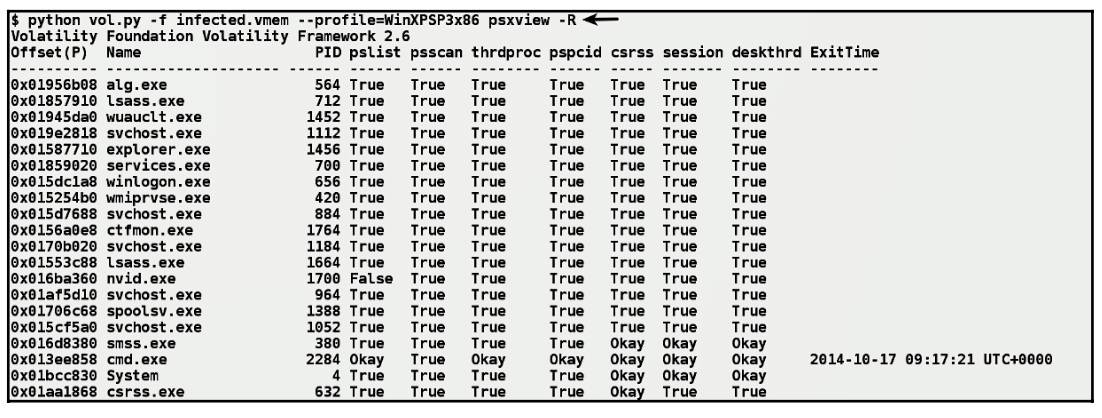 $ python vol.py -f infected.vmem --profile=WinXPSP3x86 psxview -R
Volatility Foundation Volatility Framework 2.6
Offset(P)  Name                    PID pslist psscan thrdproc pspcid csrss session deskthrd ExitTime
---------- -------------------- ------ ------ ------ -------- ------ ----- ------- -------- --------
0x01956b08 alg.exe                 564 True   True   True     True   True  True    True
0x01857910 lsass.exe               712 True   True   True     True   True  True    True
0x01945da0 wuauclt.exe            1452 True   True   True     True   True  True    True
0x019e2818 svchost.exe            1112 True   True   True     True   True  True    True
0x01587710 explorer.exe           1456 True   True   True     True   True  True    True
0x01859020 services.exe            700 True   True   True     True   True  True    True
0x015dc1a8 winlogon.exe            656 True   True   True     True   True  True    True
0x015254b0 wmiprvse.exe            420 True   True   True     True   True  True    True
0x015d7688 svchost.exe             884 True   True   True     True   True  True    True
0x0156a0e8 ctfmon.exe             1764 True   True   True     True   True  True    True
0x0170b020 svchost.exe            1184 True   True   True     True   True  True    True
0x01553c88 lsass.exe              1664 True   True   True     True   True  True    True
0x016ba360 nvid.exe               1700 False  True   True     True   True  True    True
0x01af5d10 svchost.exe             964 True   True   True     True   True  True    True
0x01706c68 spoolsv.exe            1388 True   True   True     True   True  True    True
0x015cf5a0 svchost.exe            1052 True   True   True     True   True  True    True
0x016d8380 smss.exe                380 True   True   True     True   Okay  Okay    Okay
0x013ee858 cmd.exe                2284 Okay   True   Okay     Okay   Okay  Okay    Okay     2014-10-17 09:17:21 UTC+0000
0x01bcc830 System                    4 True   True   True     True   Okay  Okay    Okay
0x01aa1868 csrss.exe               632 True   True   True     True   Okay  True    True